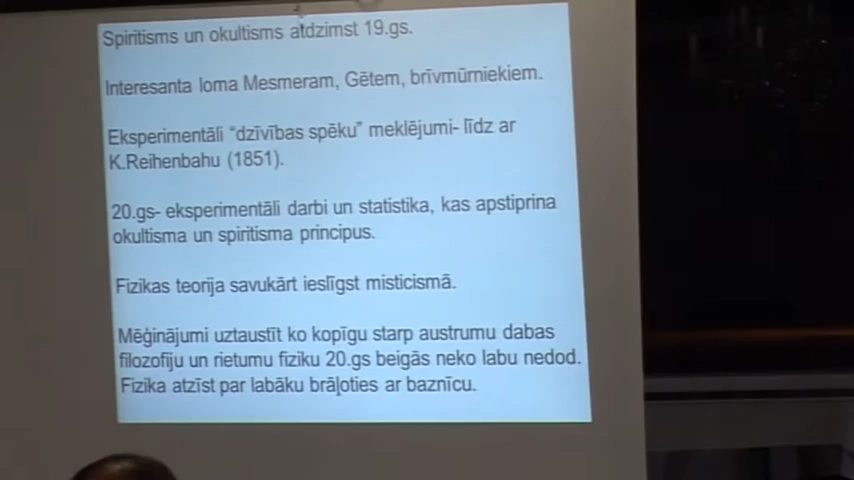 Spiritisms un okultisms atdzimst 19.gs.
Interesanta loma Mesmeram, Gētem, brīvmūrniekiem.
Eksperimentāli “dzīvības spēku” meklējumi- līdz ar
K.Reihenbahu (1851).
20.gs- eksperimentāli darbi un statistika, kas apstiprina
okultisma un spiritisma principus.
Fizikas teorija savukārt ieslīgst misticismā.
Mēģinājumi uztaustīt ko kopīgu starp austrumu dabas
filozofiju un rietumu fiziku 20.gs beigās neko labu nedod.
Fizika atzīst par labāku brāļoties ar baznīcu.